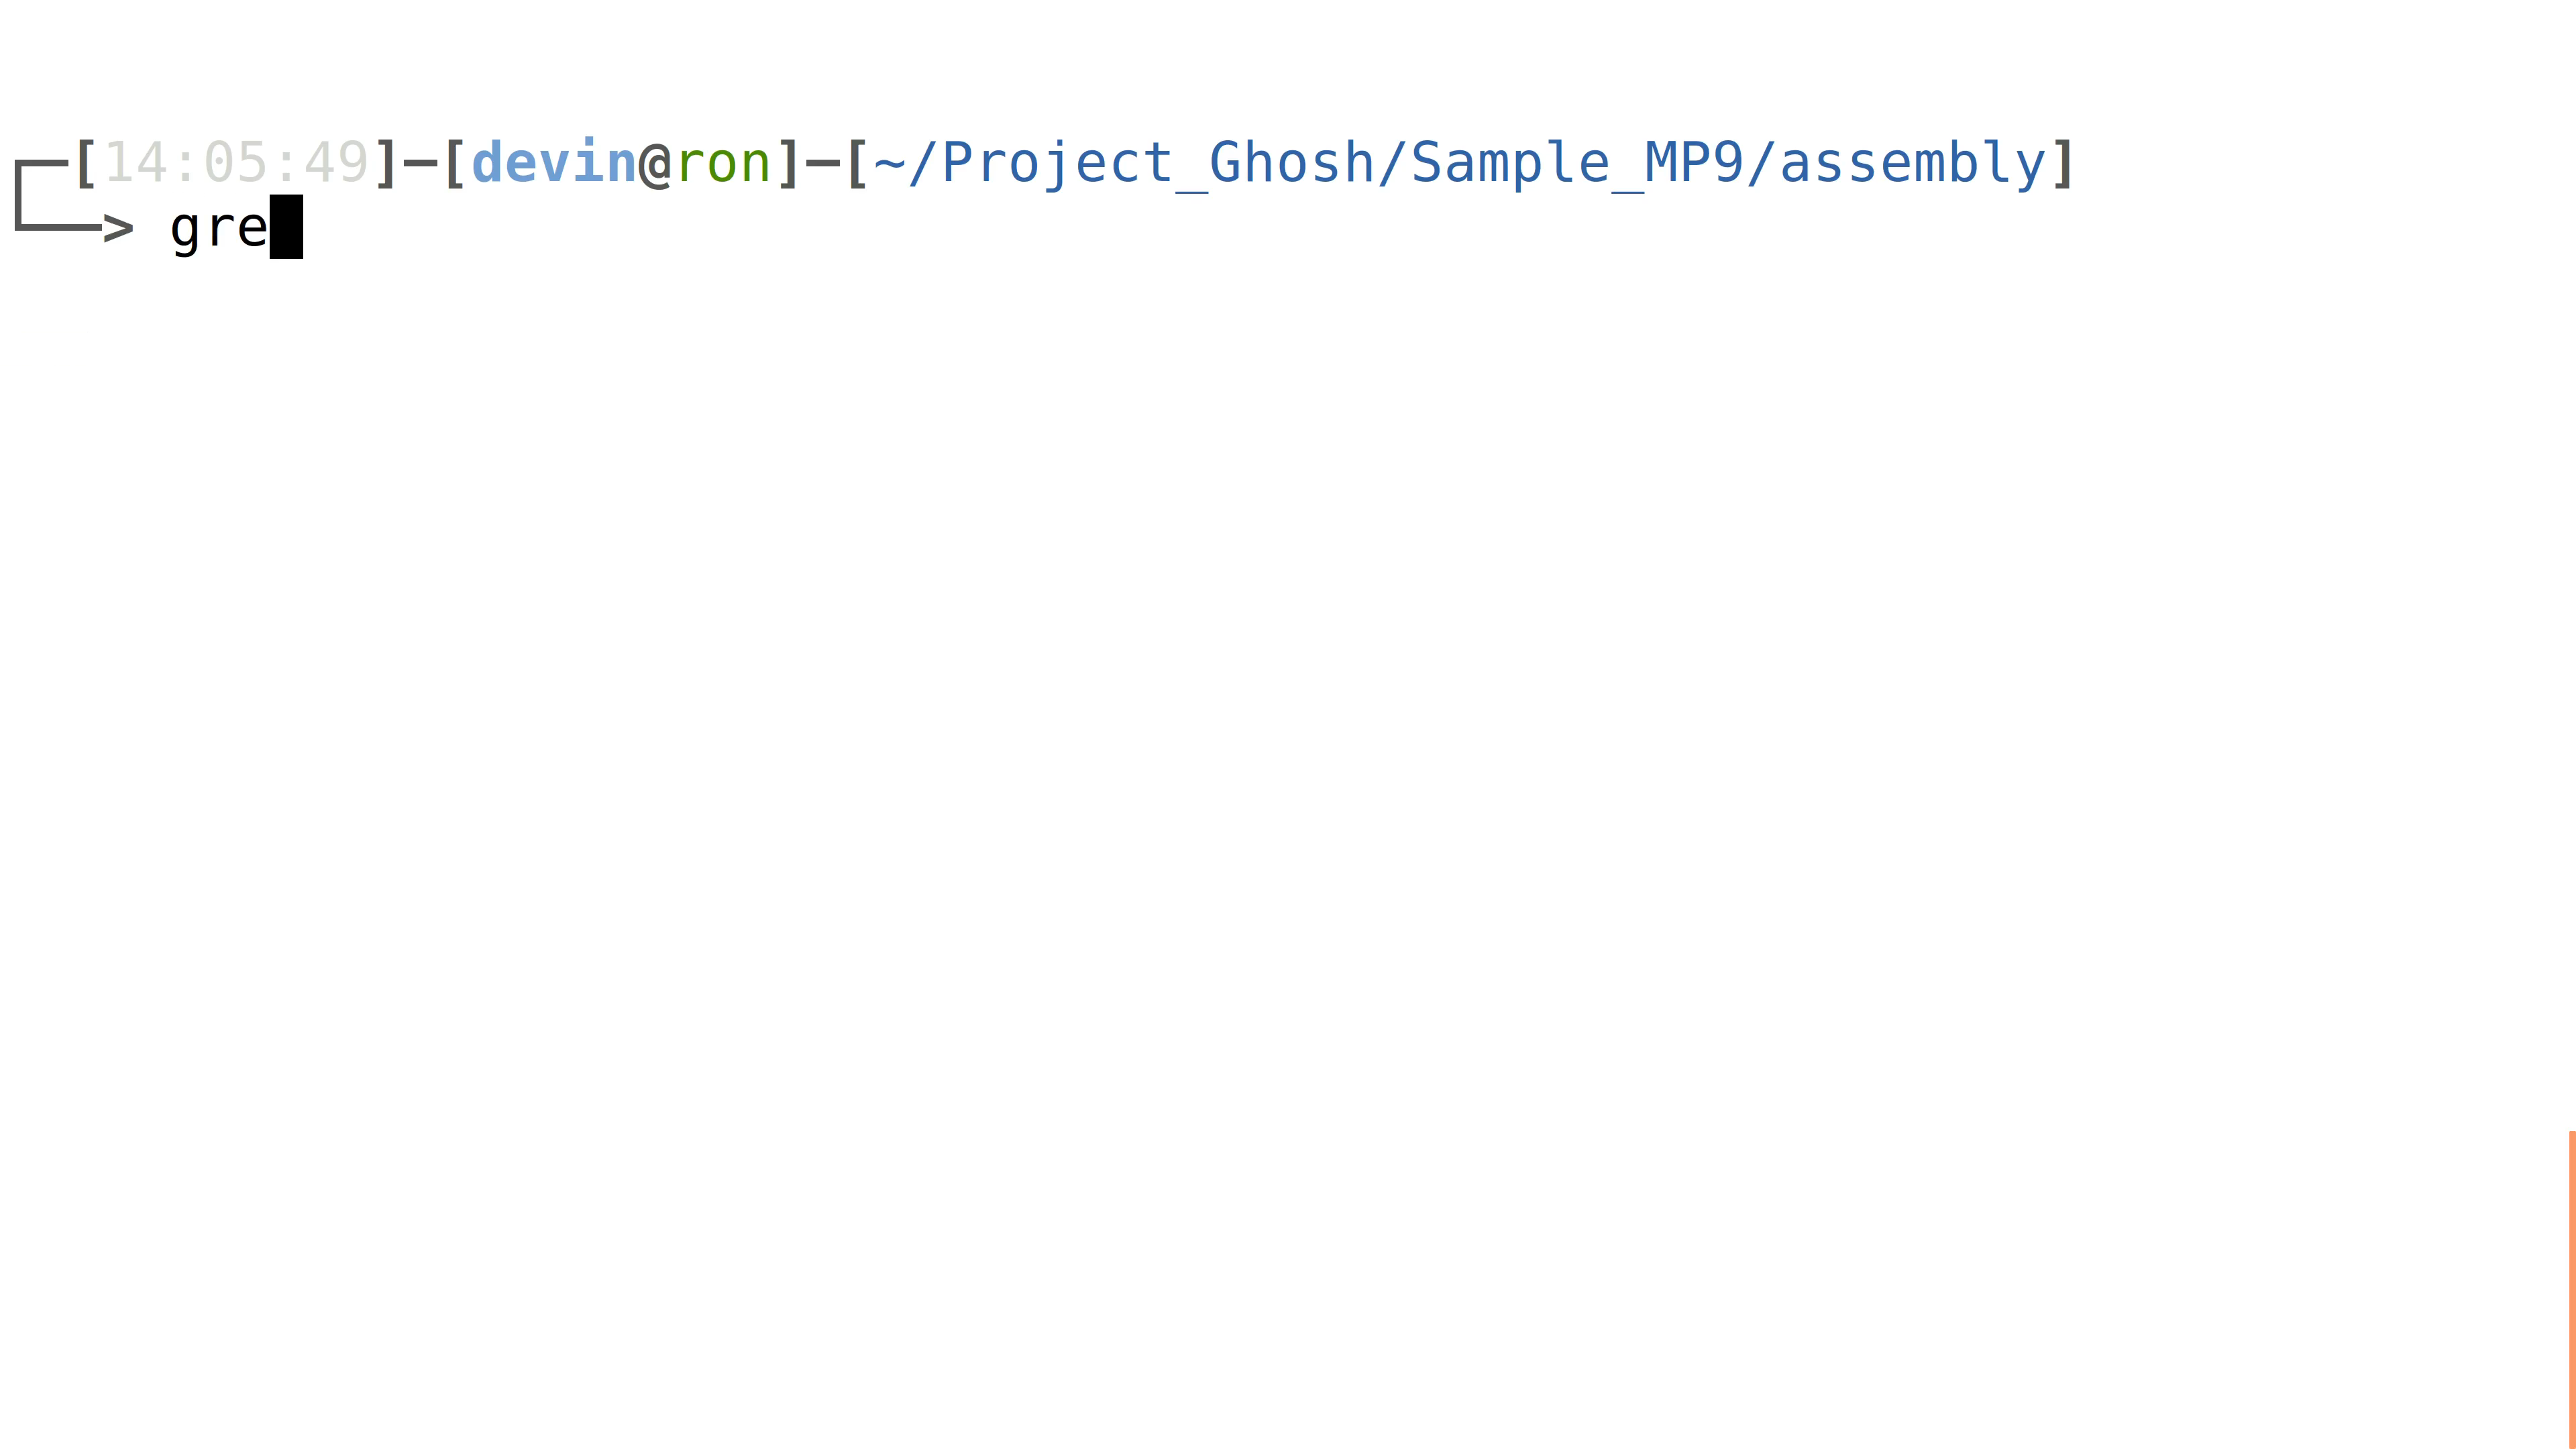 ┌─[14:05:49]─[devin@ron]─[~/Project_Ghosh/Sample_MP9/assembly]
└──> gre